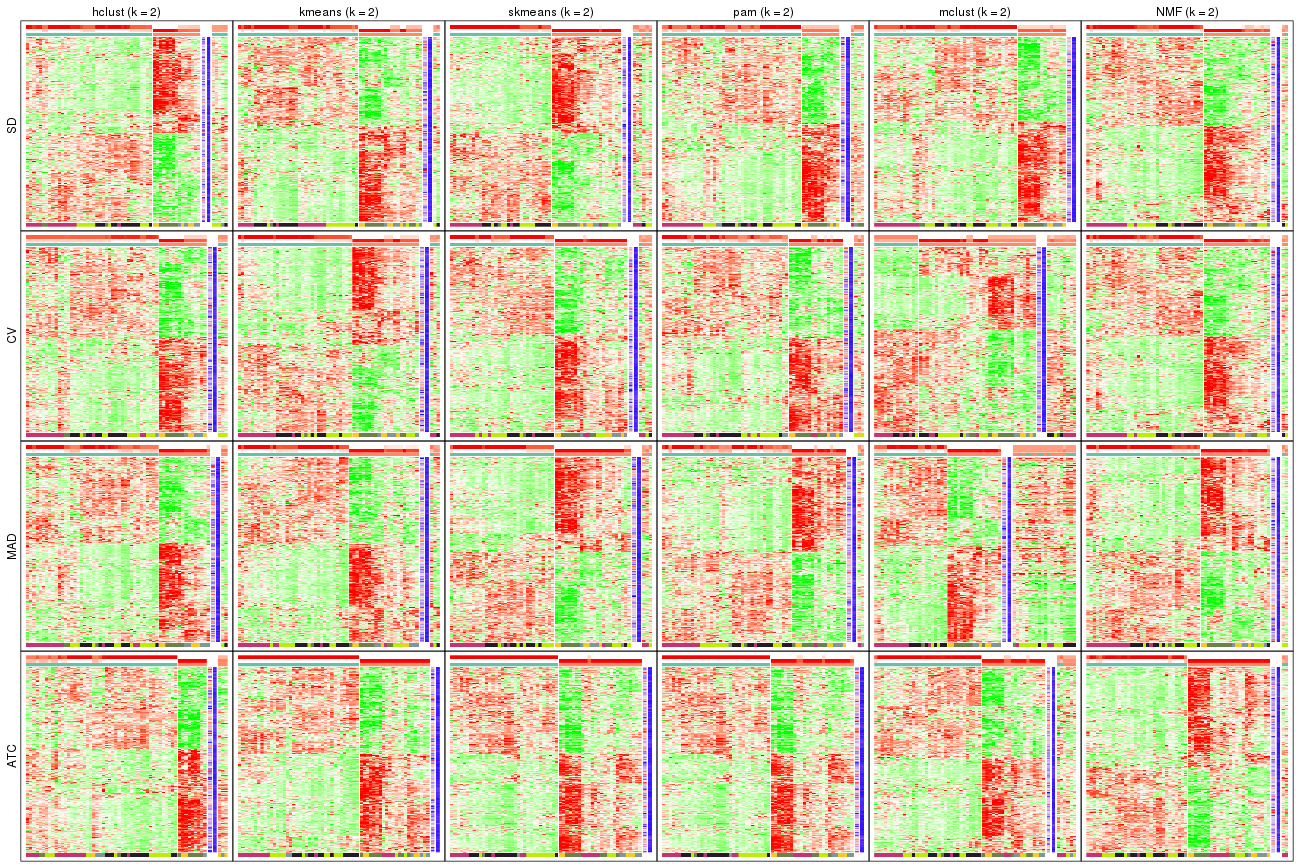 hclust (k = 2)
kmeans (k = 2)
skmeans (k = 2)
pam (k = 2)
mclust (k = 2)
NMF (k = 2)
SD
CV
MAD
ATC